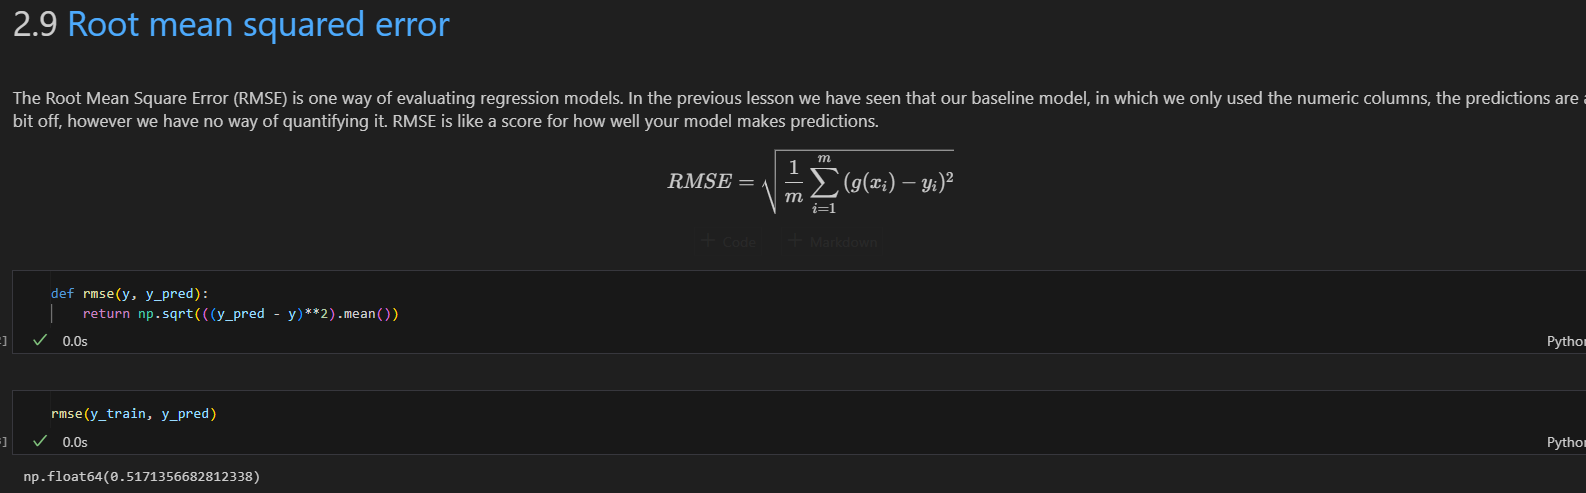 2.9 Root mean squared error
The Root Mean Square Error (RMSE) is one way of evaluating regression models. In the previous lesson we have seen that our baseline model, in which we only used the numeric columns, the predictions are a
bit off, however we have no way of quantifying it. RMSE is like a score for how well your model makes predictions.
RMSE = √(1/m ∑_{i=1}^{m} (g(x_i) − y_i)²)
+ Code + Markdown
def rmse(y, y_pred):
    return np.sqrt(((y_pred - y)**2).mean())
] ✓ 0.0s Pytho
rmse(y_train, y_pred)
] ✓ 0.0s Pytho
np.float64(0.5171356682812338)